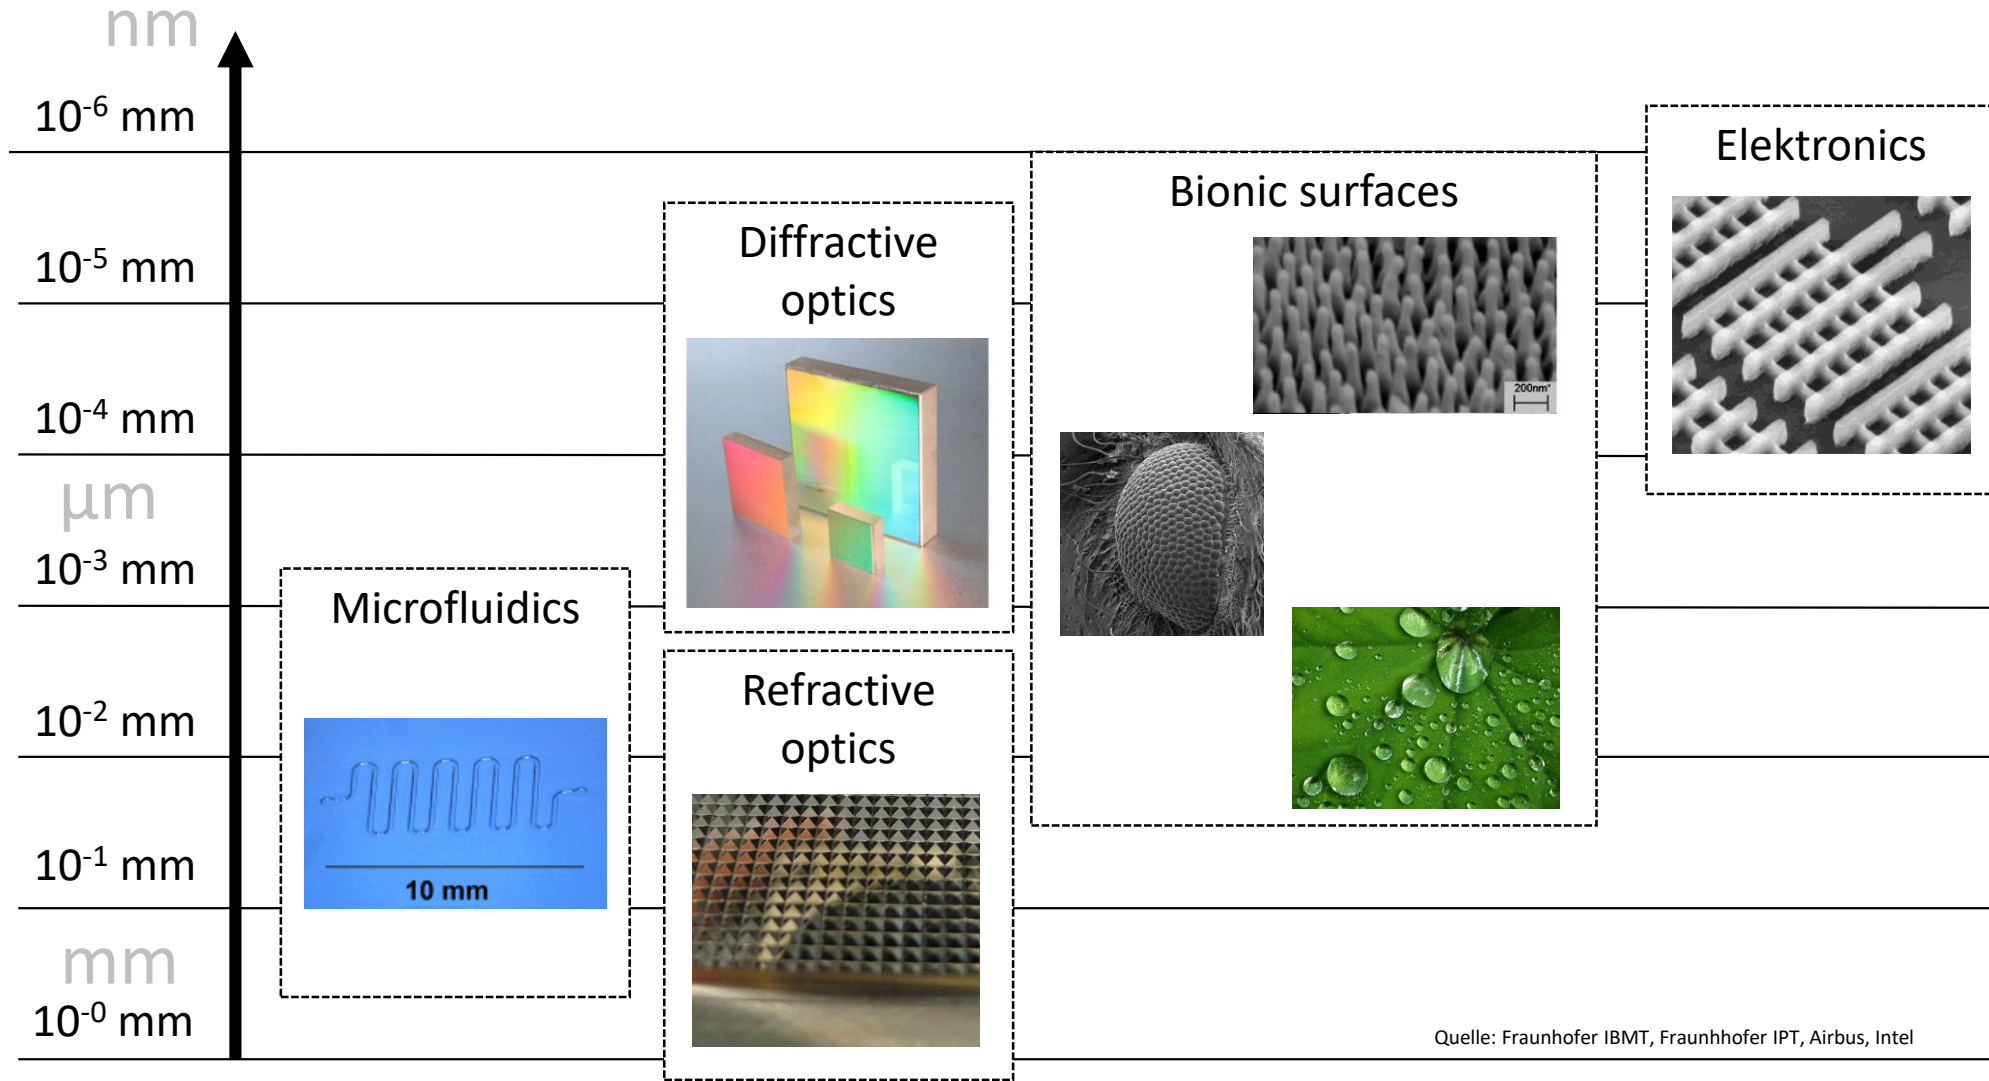 nm
10⁻⁶ mm
10⁻⁵ mm
10⁻⁴ mm
µm
10⁻³ mm
10⁻² mm
10⁻¹ mm
mm
10⁻⁰ mm
Microfluidics
10 mm
Diffractive
optics
Refractive
optics
Bionic surfaces
200nm*
Elektronics
Quelle: Fraunhofer IBMT, Fraunhhofer IPT, Airbus, Intel